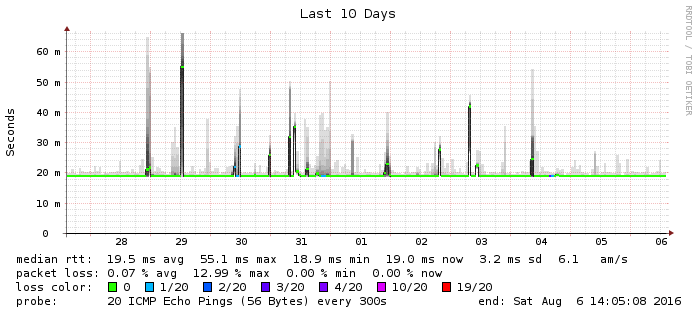 Last 10 Days
RRDTOOL / TOBI OETIKER
Seconds
60 m
50 m
40 m
30 m
20 m
10 m
0
28 29 30 31 01 02 03 04 05 06
median rtt: 19.5 ms avg 55.1 ms max 18.9 ms min 19.0 ms now 3.2 ms sd 6.1 am/s
packet loss: 0.07 % avg 12.99 % max 0.00 % min 0.00 % now
loss color: 0 1/20 2/20 3/20 4/20 10/20 19/20
probe: 20 ICMP Echo Pings (56 Bytes) every 300s end: Sat Aug 6 14:05:08 2016